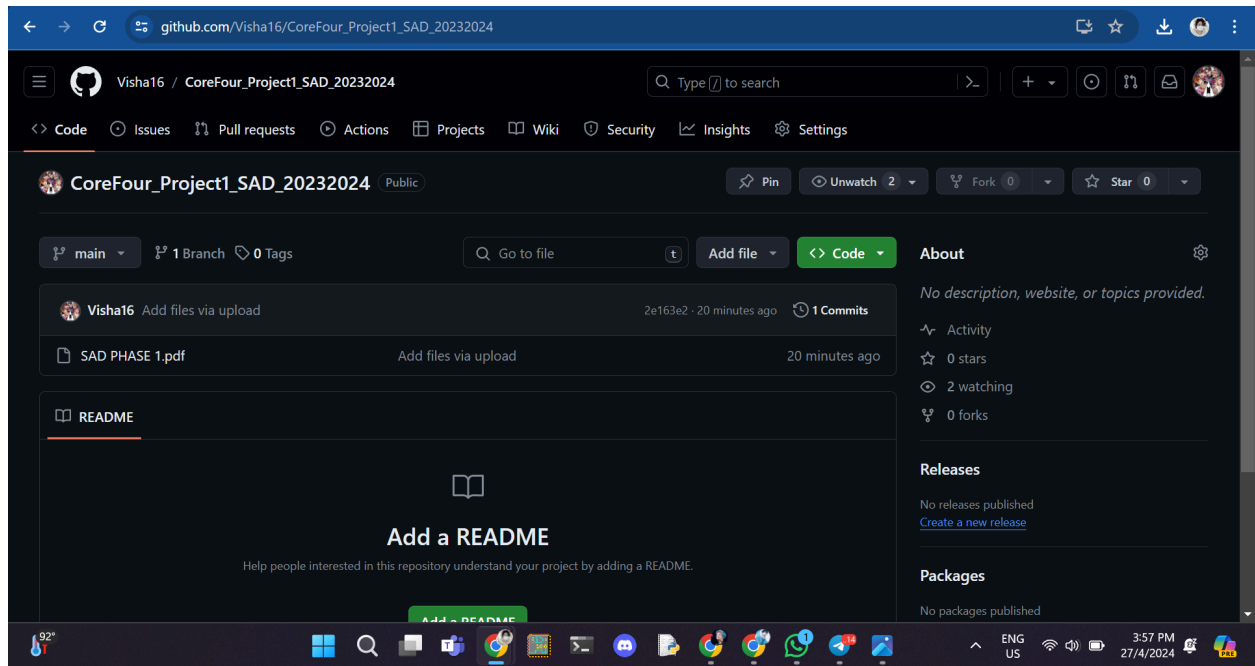 github.com/Visha16/CoreFour_Project1_SAD_20232024
Visha16 / CoreFour_Project1_SAD_20232024
Type / to search
Code Issues Pull requests Actions Projects Wiki Security Insights Settings
CoreFour_Project1_SAD_20232024 Public
Pin Unwatch 2 Fork 0 Star 0
main 1 Branch 0 Tags Go to file t Add file <> Code
Visha16 Add files via upload 2e163e2 · 20 minutes ago 1 Commits
SAD PHASE 1.pdf Add files via upload 20 minutes ago
README
Add a README
Help people interested in this repository understand your project by adding a README.
Add a README
About
No description, website, or topics provided.
Activity
0 stars
2 watching
0 forks
Releases
No releases published
Create a new release
Packages
No packages published
92°
1
14
ENG
US
3:57 PM
27/4/2024
PRE